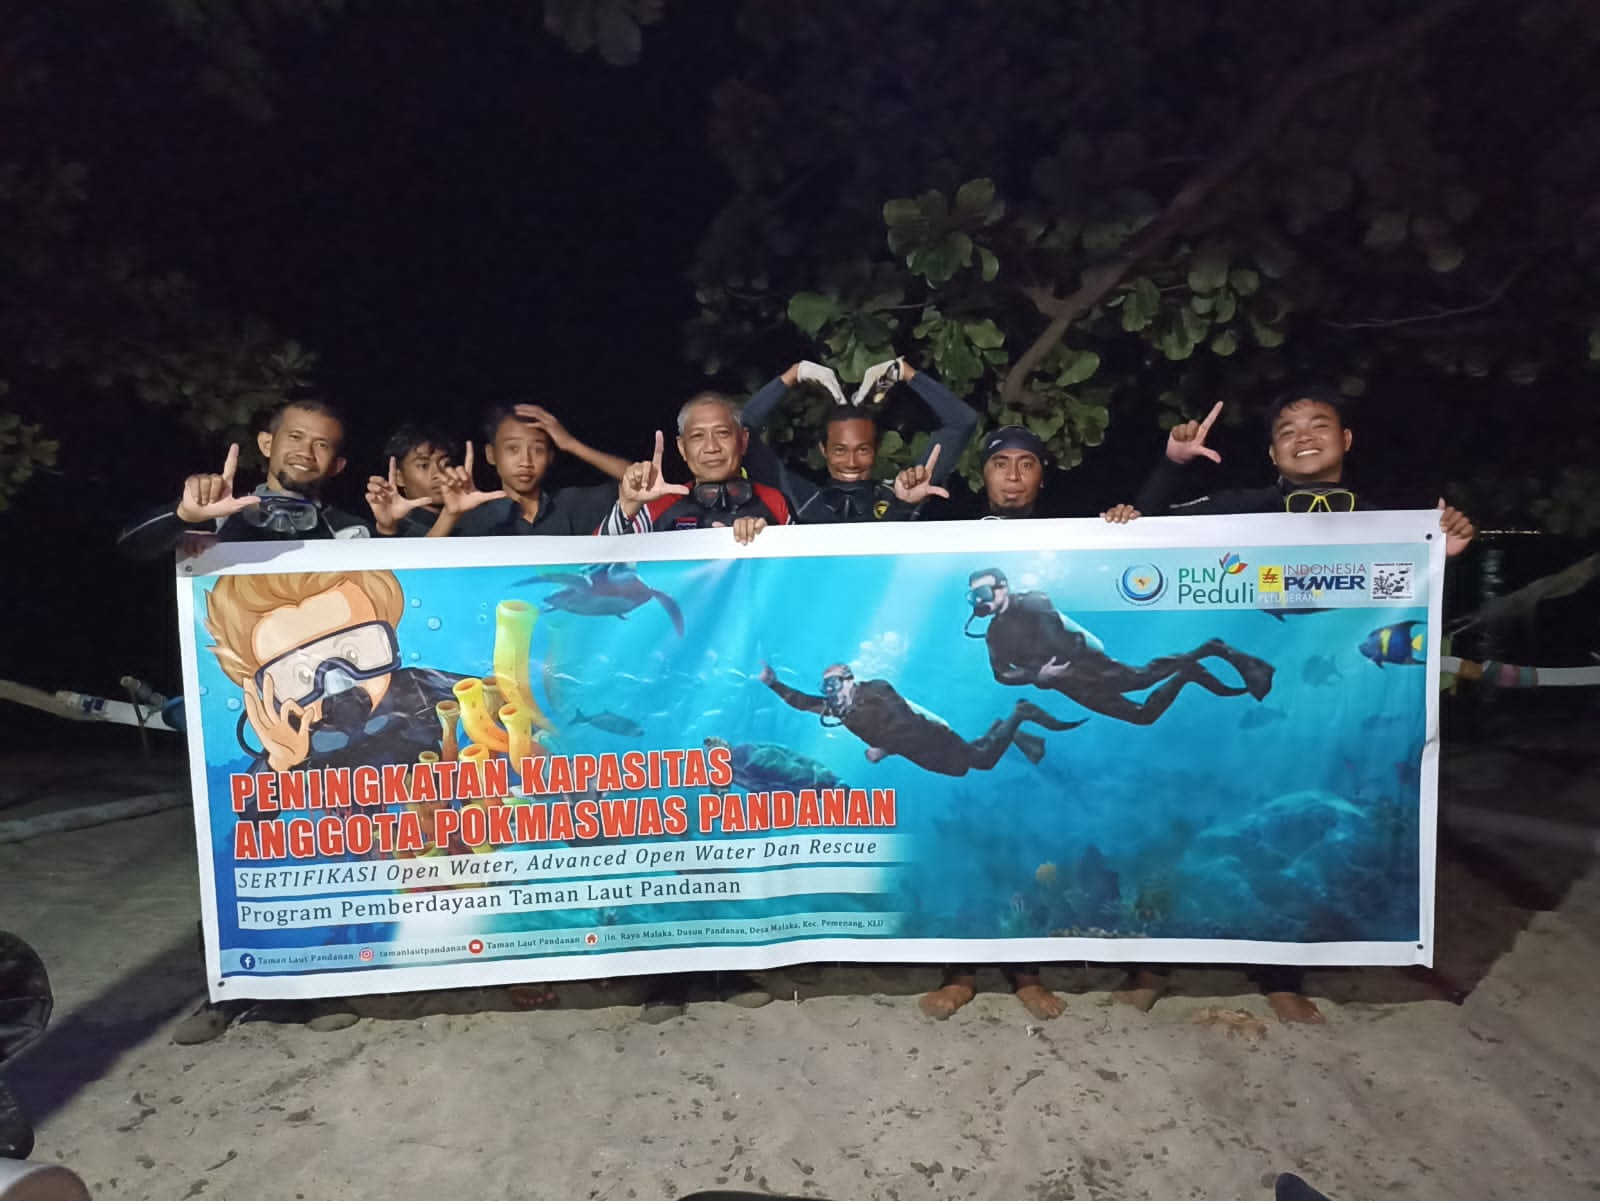 PLN
Peduli
INDONESIA
POWER
PENINGKATAN KAPASITAS
ANGGOTA POKMASWAS PANDANAN
SERTIFIKASI Open Water, Advanced Open Water Dan Rescue
Program Pemberdayaan Taman Laut Pandanan
Taman Laut Pandanan tamanlautpandanan Taman Laut Pandanan Jln. Raya Malaka, Dusun Pandanan, Desa Malaka, Kec. Pemenang, KLU